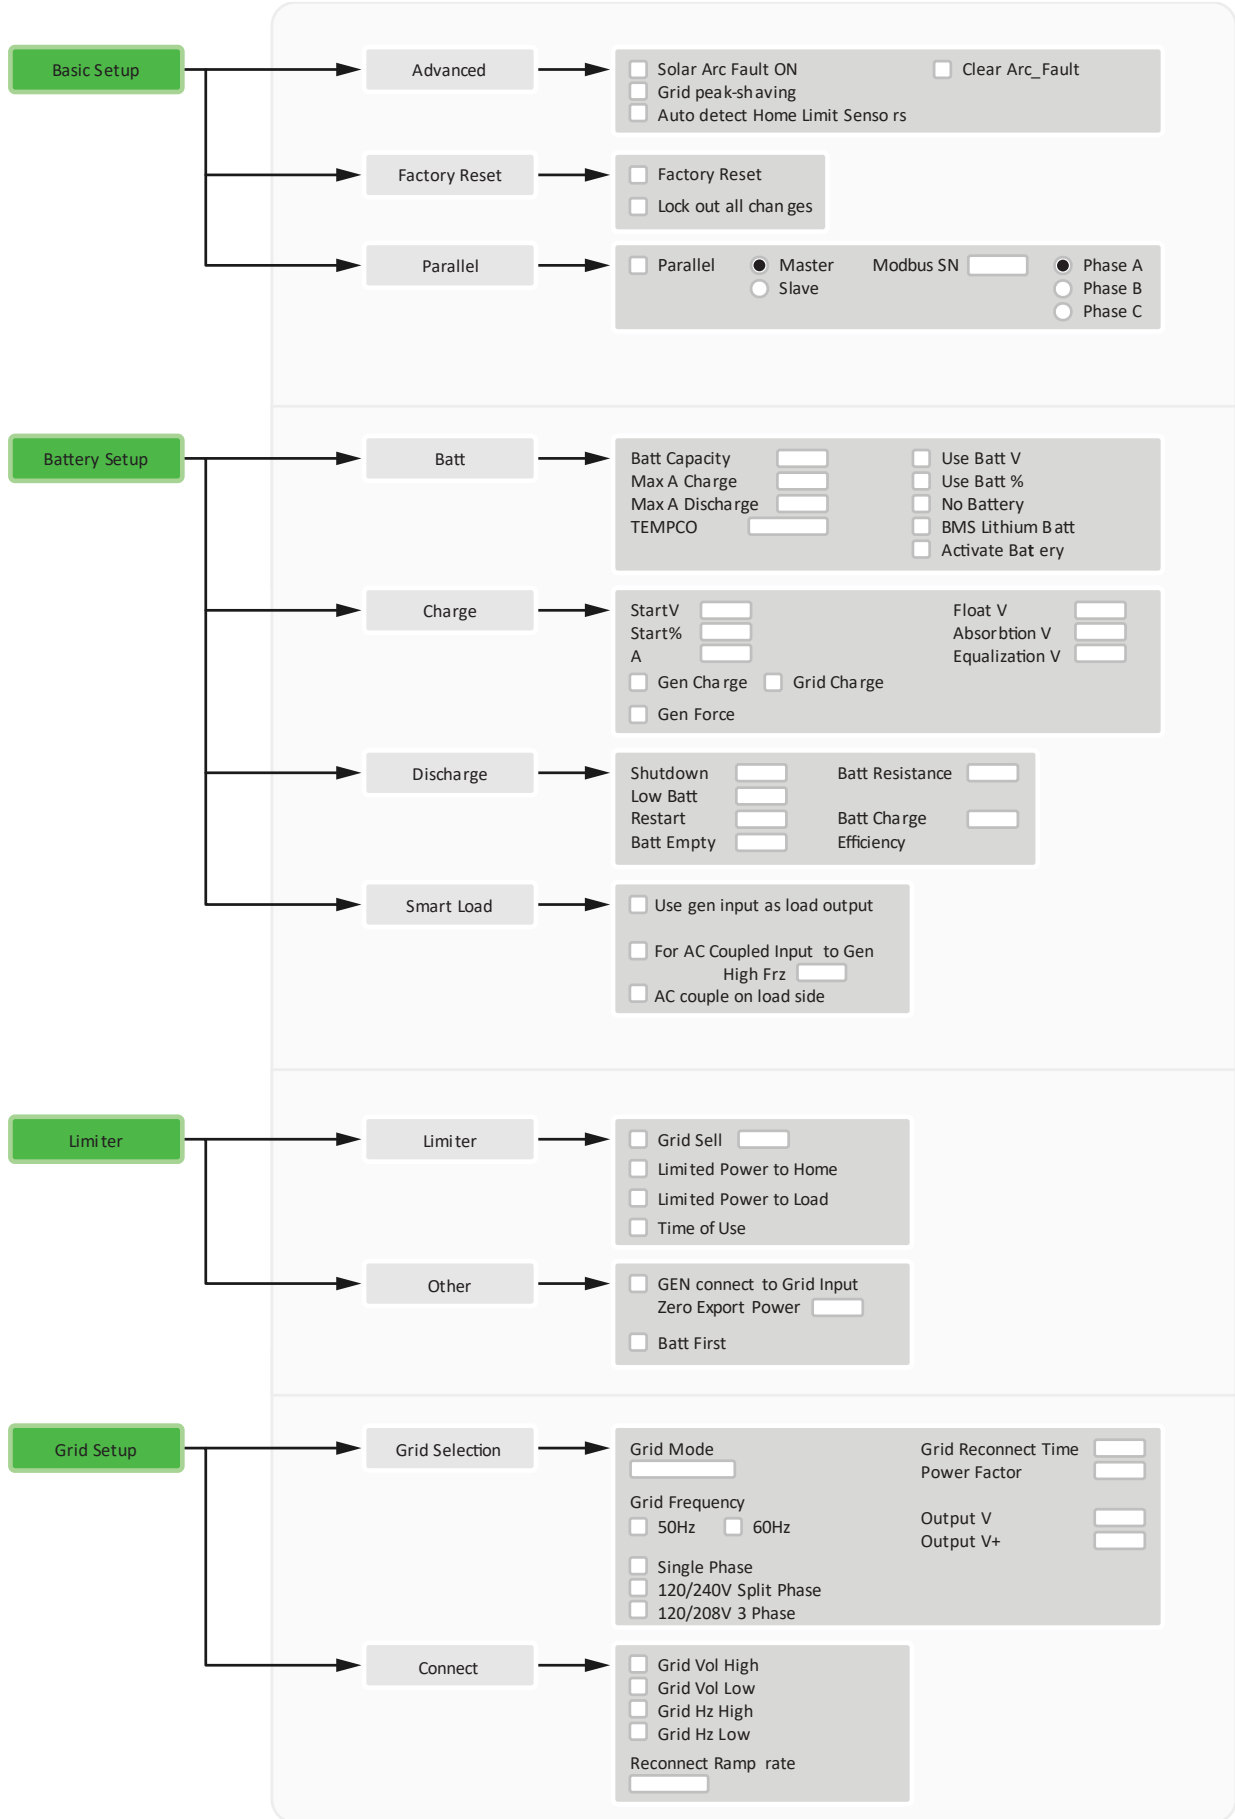 Basic Setup
Advanced
Solar Arc Fault ON
Clear Arc_Fault
Grid peak-shaving
Auto detect Home Limit Sensors
Factory Reset
Factory Reset
Lock out all changes
Parallel
Parallel
Master
Slave
Modbus SN
Phase A
Phase B
Phase C
Battery Setup
Batt
Batt Capacity
Max A Charge
Max A Discharge
TEMPCO
Use Batt V
Use Batt %
No Battery
BMS Lithium Batt
Activate Bat ery
Charge
StartV
Start%
A
Float V
Absorbtion V
Equalization V
Gen Charge
Grid Charge
Gen Force
Discharge
Shutdown
Low Batt
Restart
Batt Empty
Batt Resistance
Batt Charge
Efficiency
Smart Load
Use gen input as load output
For AC Coupled Input to Gen
High Frz
AC couple on load side
Limiter
Limiter
Grid Sell
Limited Power to Home
Limited Power to Load
Time of Use
Other
GEN connect to Grid Input
Zero Export Power
Batt First
Grid Setup
Grid Selection
Grid Mode
Grid Frequency
50Hz
60Hz
Single Phase
120/240V Split Phase
120/208V 3 Phase
Grid Reconnect Time
Power Factor
Output V
Output V+
Connect
Grid Vol High
Grid Vol Low
Grid Hz High
Grid Hz Low
Reconnect Ramp rate